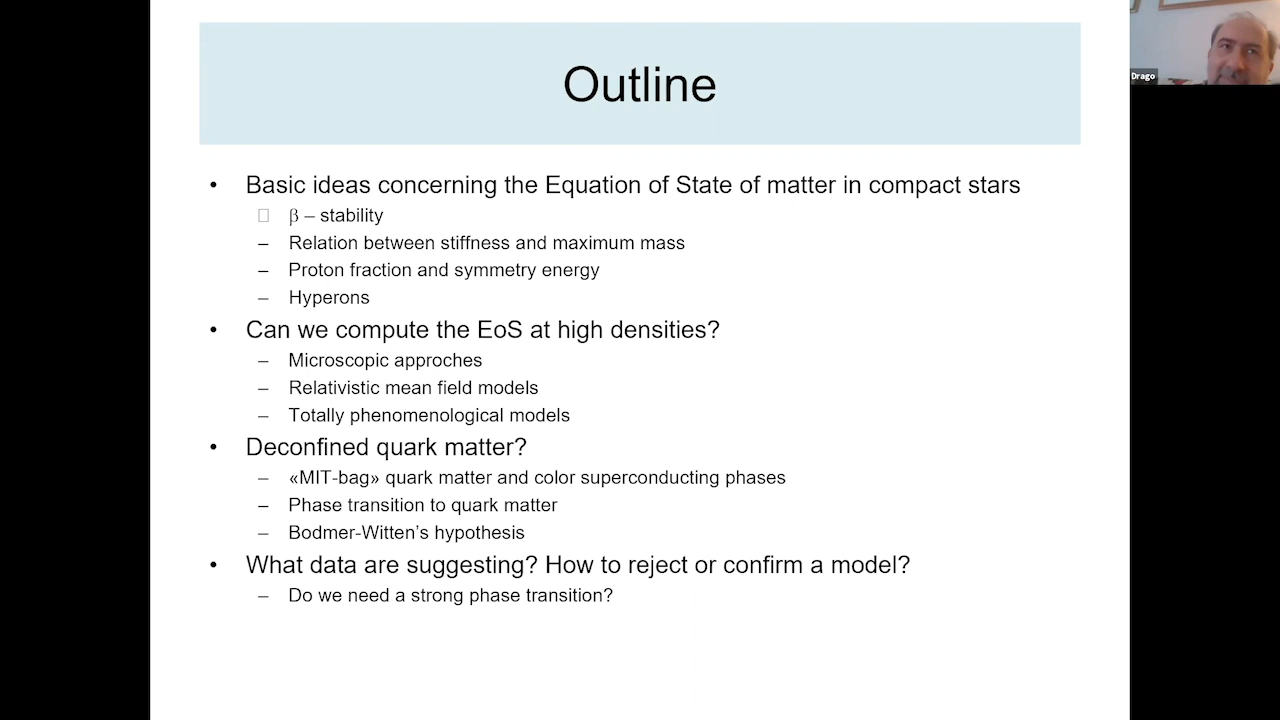 Outline
Drago
• Basic ideas concerning the Equation of State of matter in compact stars
□ β – stability
– Relation between stiffness and maximum mass
– Proton fraction and symmetry energy
– Hyperons
• Can we compute the EoS at high densities?
– Microscopic approches
– Relativistic mean field models
– Totally phenomenological models
• Deconfined quark matter?
– «MIT-bag» quark matter and color superconducting phases
– Phase transition to quark matter
– Bodmer-Witten’s hypothesis
• What data are suggesting? How to reject or confirm a model?
– Do we need a strong phase transition?